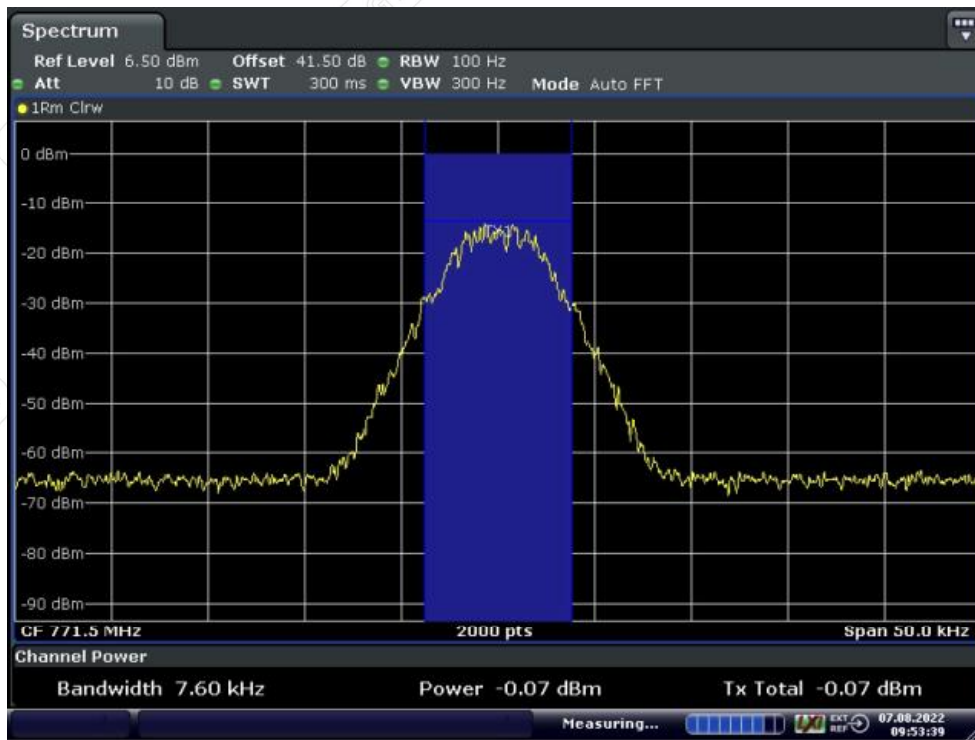 Spectrum
Ref Level 6.50 dBm Offset 41.50 dB RBW 100 Hz
Att 10 dB SWT 300 ms VBW 300 Hz Mode Auto FFT
1Rm Clrw
0 dBm
-10 dBm
-20 dBm
-30 dBm
-40 dBm
-50 dBm
-60 dBm
-70 dBm
-80 dBm
-90 dBm
CF 771.5 MHz 2000 pts Span 50.0 kHz
Channel Power
Bandwidth 7.60 kHz Power -0.07 dBm Tx Total -0.07 dBm
Measuring... LXI EXT REF 07.08.2022
09:53:39